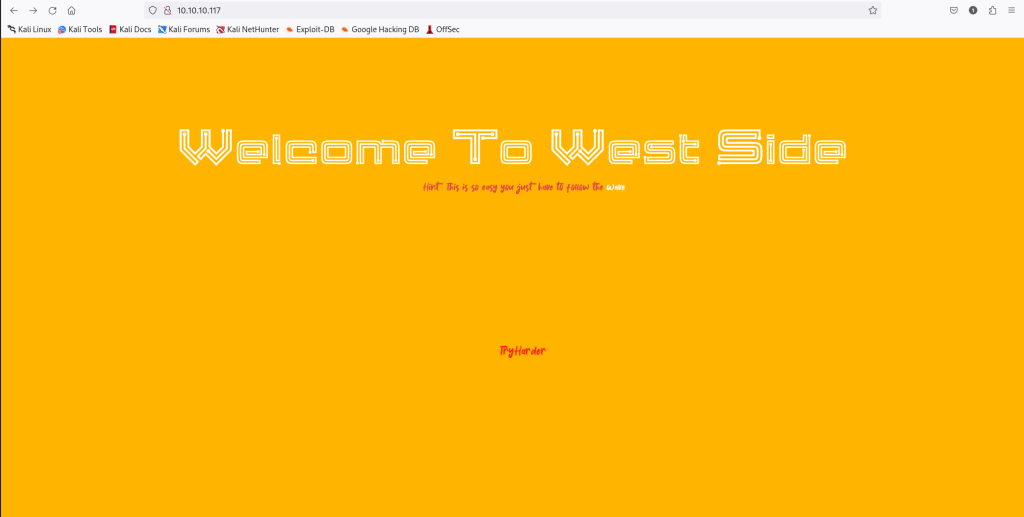 10.10.10.117
Kali Linux Kali Tools Kali Docs Kali Forums Kali NetHunter Exploit-DB Google Hacking DB OffSec
Welcome To West Side
Hint This is so easy you just have to follow the wave
TryHarder